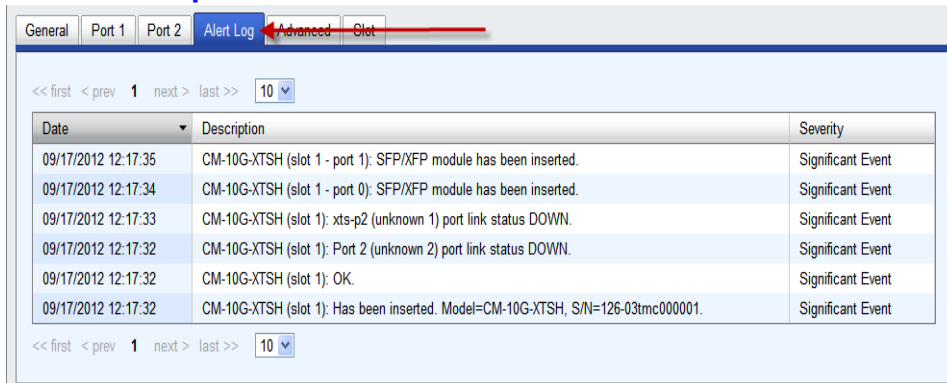 General Port 1 Port 2 Alert Log Advanced Slot
<< first < prev 1 next > last >> 10
Date Description Severity
09/17/2012 12:17:35 CM-10G-XTSH (slot 1 - port 1): SFP/XFP module has been inserted. Significant Event
09/17/2012 12:17:34 CM-10G-XTSH (slot 1 - port 0): SFP/XFP module has been inserted. Significant Event
09/17/2012 12:17:33 CM-10G-XTSH (slot 1): xts-p2 (unknown 1) port link status DOWN. Significant Event
09/17/2012 12:17:32 CM-10G-XTSH (slot 1): Port 2 (unknown 2) port link status DOWN. Significant Event
09/17/2012 12:17:32 CM-10G-XTSH (slot 1): OK. Significant Event
09/17/2012 12:17:32 CM-10G-XTSH (slot 1): Has been inserted. Model=CM-10G-XTSH, S/N=126-03tmc000001. Significant Event
<< first < prev 1 next > last >> 10